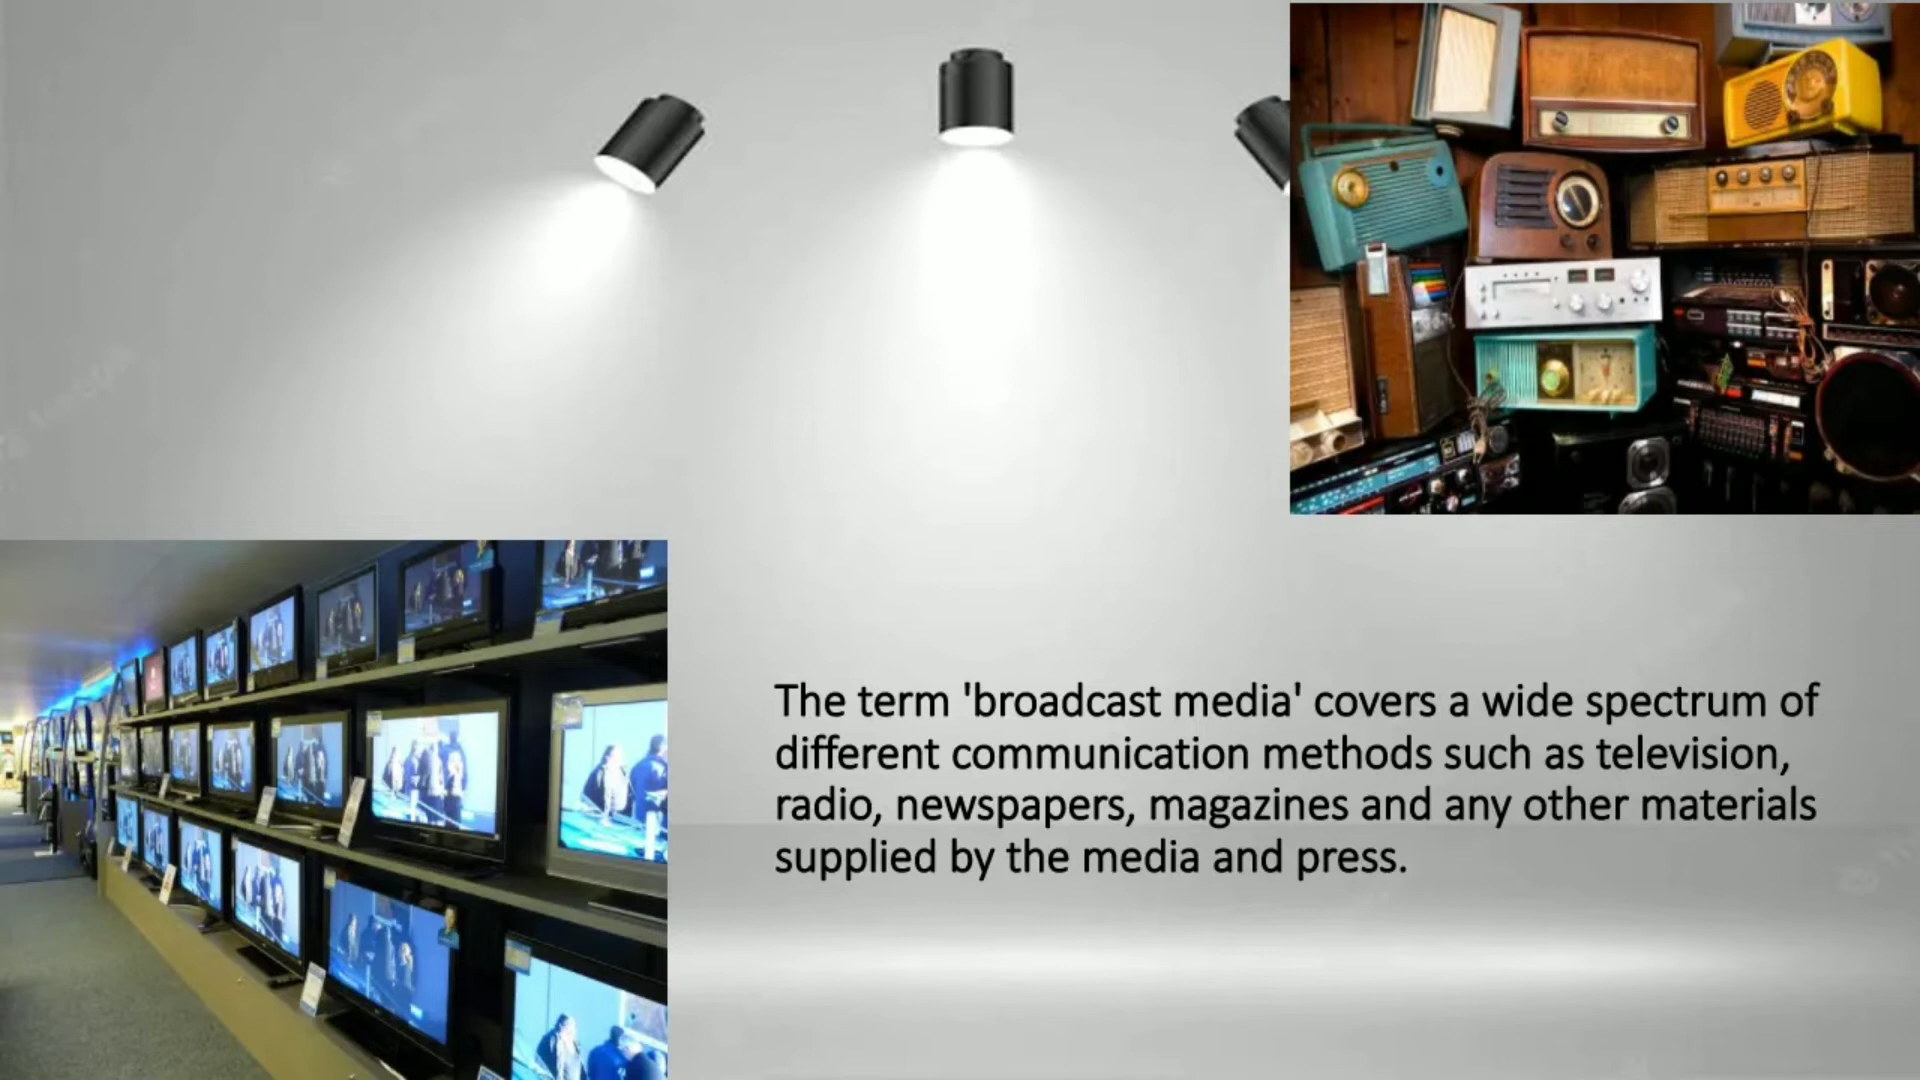 The term 'broadcast media' covers a wide spectrum of
different communication methods such as television,
radio, newspapers, magazines and any other materials
supplied by the media and press.